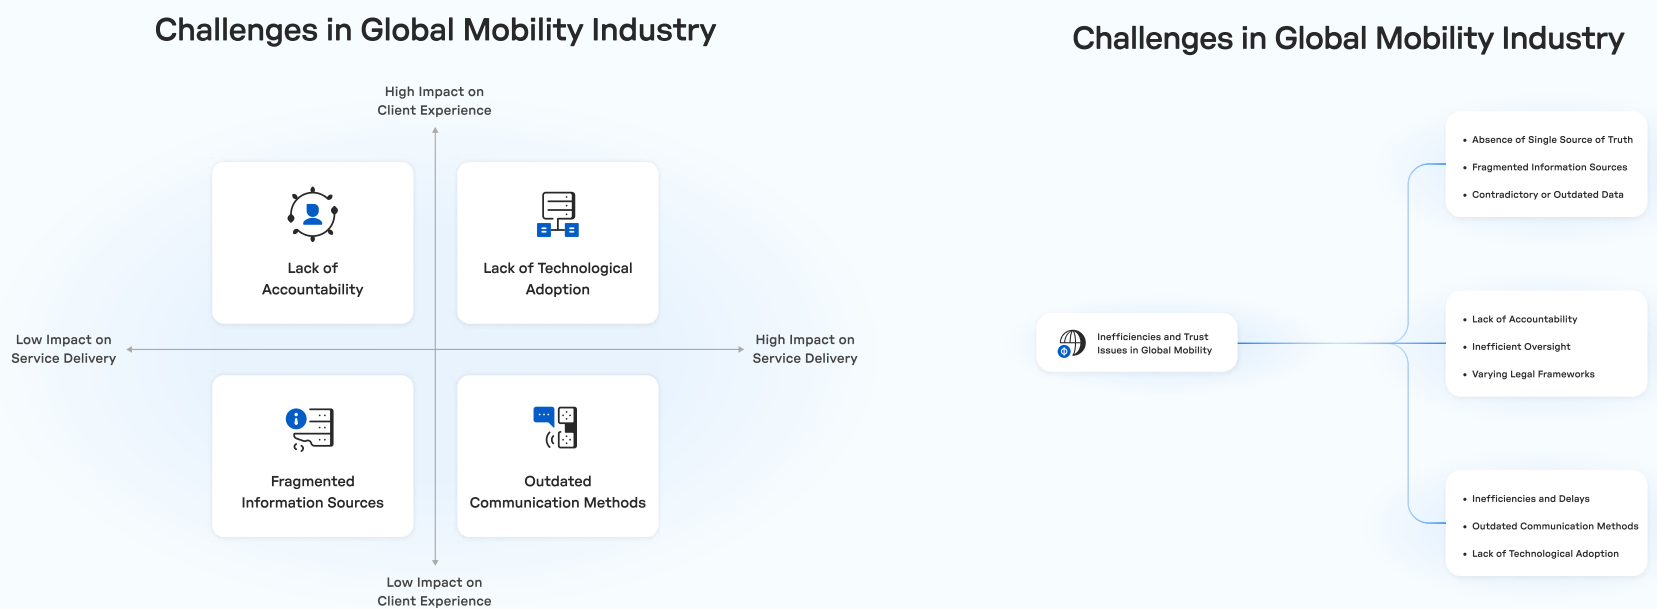 Challenges in Global Mobility Industry
High Impact on
Client Experience
Lack of
Accountability
Lack of Technological
Adoption
Low Impact on
Service Delivery
High Impact on
Service Delivery
Fragmented
Information Sources
Outdated
Communication Methods
Low Impact on
Client Experience
Challenges in Global Mobility Industry
Inefficiencies and Trust
Issues in Global Mobility
• Absence of Single Source of Truth
• Fragmented Information Sources
• Contradictory or Outdated Data
• Lack of Accountability
• Inefficient Oversight
• Varying Legal Frameworks
• Inefficiencies and Delays
• Outdated Communication Methods
• Lack of Technological Adoption